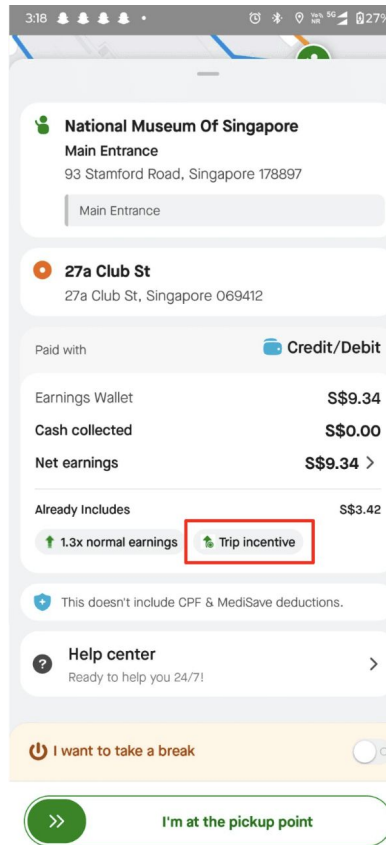 3:18
VoLTE NR 5G 27%
National Museum Of Singapore
Main Entrance
93 Stamford Road, Singapore 178897
Main Entrance
27a Club St
27a Club St, Singapore 069412
Paid with Credit/Debit
Earnings Wallet S$9.34
Cash collected S$0.00
Net earnings S$9.34
Already Includes S$3.42
1.3x normal earnings Trip incentive
This doesn't include CPF & MediSave deductions.
Help center
Ready to help you 24/7!
I want to take a break
I'm at the pickup point